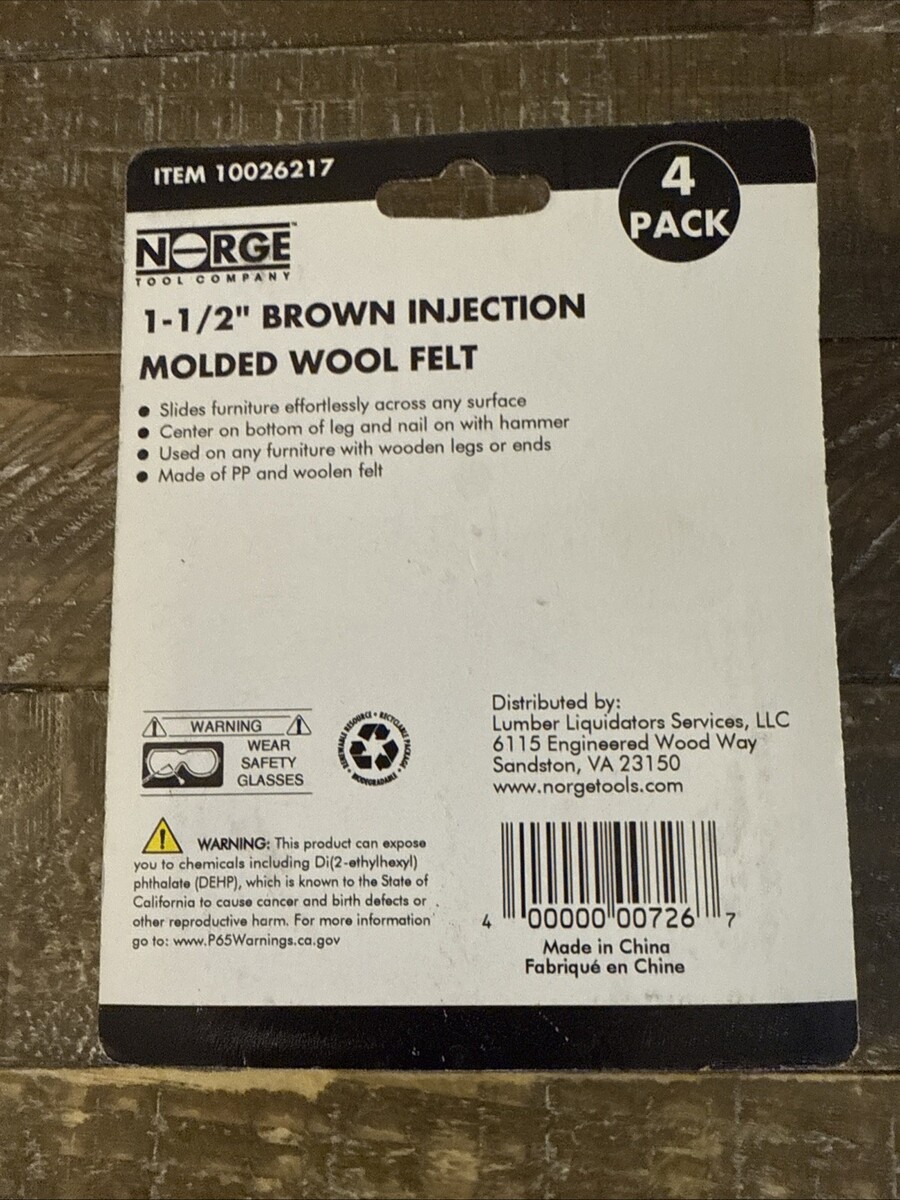 ITEM 10026217
4
PACK
NORGE™
TOOL COMPANY
1-1/2" BROWN INJECTION
MOLDED WOOL FELT
● Slides furniture effortlessly across any surface
● Center on bottom of leg and nail on with hammer
● Used on any furniture with wooden legs or ends
● Made of PP and woolen felt
WARNING
WEAR
SAFETY
GLASSES
RENEWABLE RESOURCE • RECYCLABLE PACKAGE • BIODEGRADABLE •
Distributed by:
Lumber Liquidators Services, LLC
6115 Engineered Wood Way
Sandston, VA 23150
www.norgetools.com
WARNING: This product can expose
you to chemicals including Di(2-ethylhexyl)
phthalate (DEHP), which is known to the State of
California to cause cancer and birth defects or
other reproductive harm. For more information
go to: www.P65Warnings.ca.gov
4 00000 00726 7
Made in China
Fabriqué en Chine